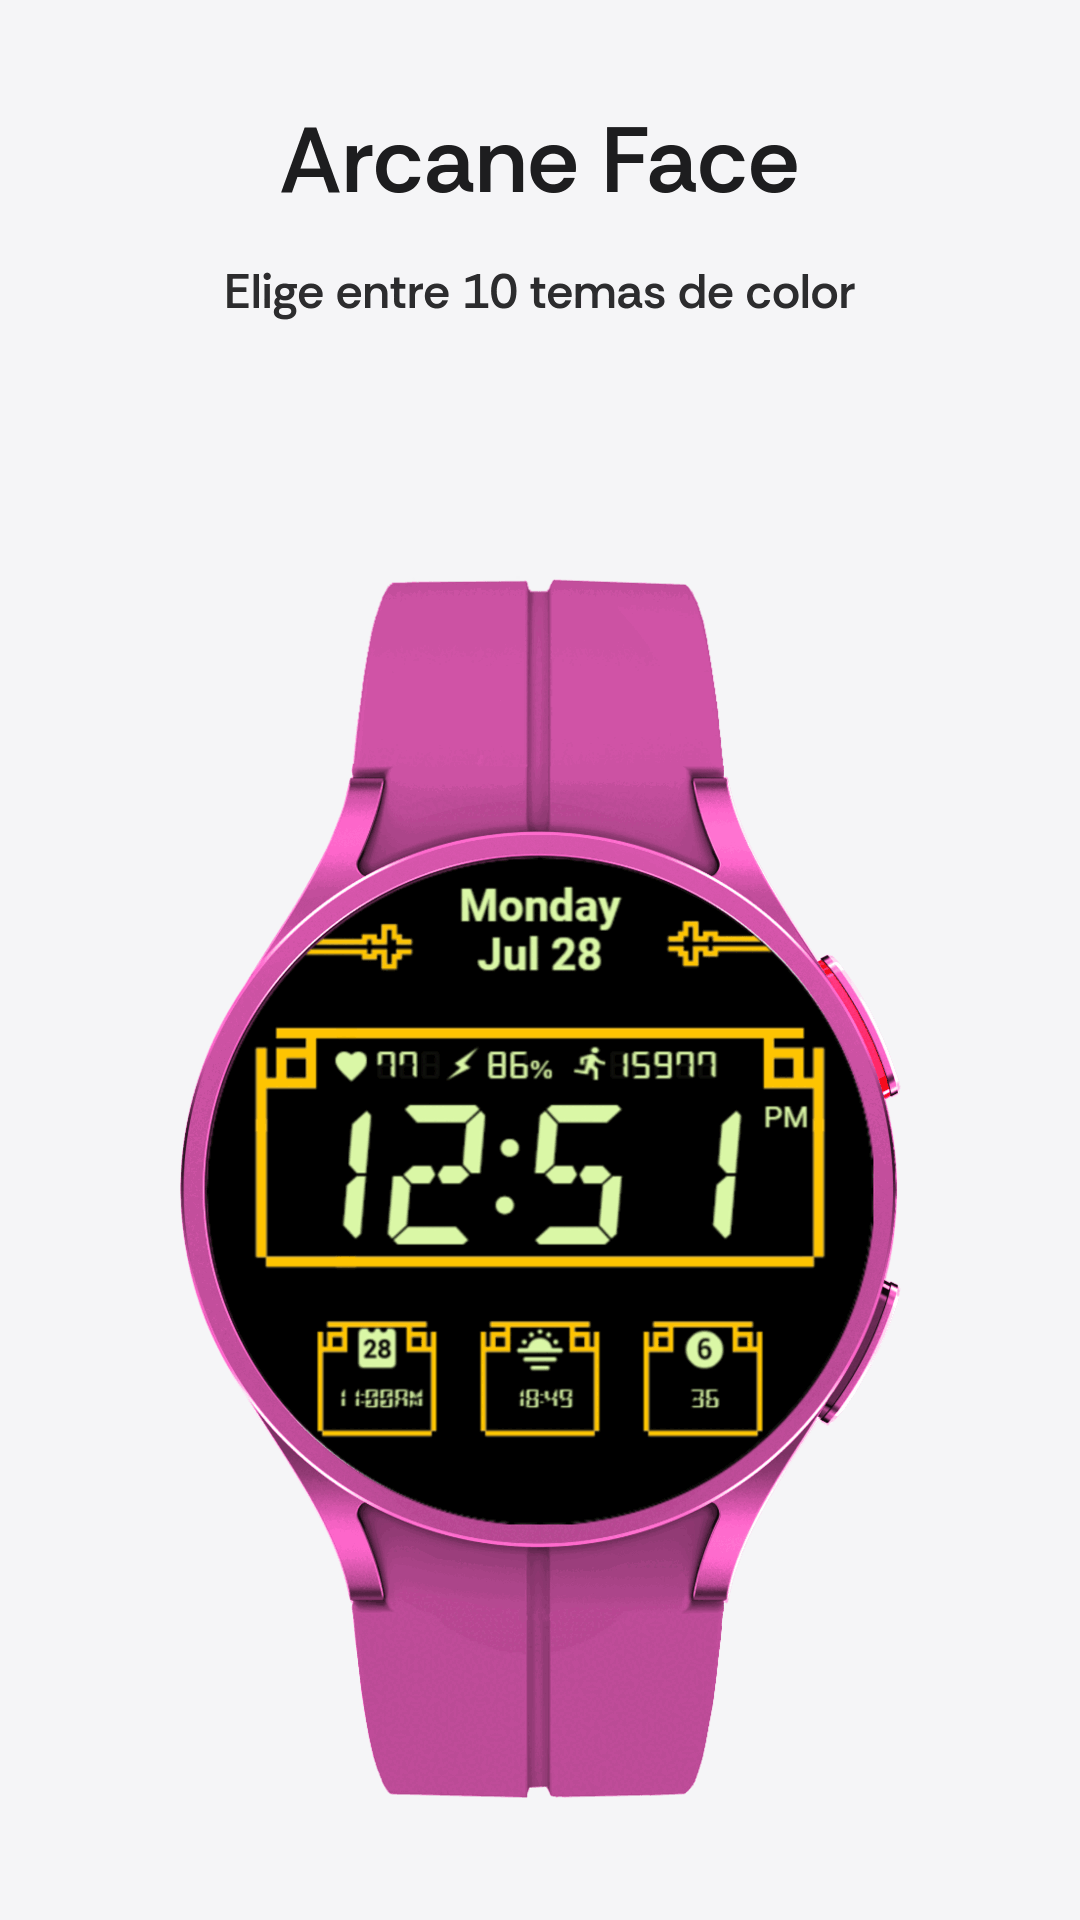 Arcane Face
Elige entre 10 temas de color
Monday
Jul 28
77 86% 15977
12:51 PM
28 6
11:00AM 18:49 36